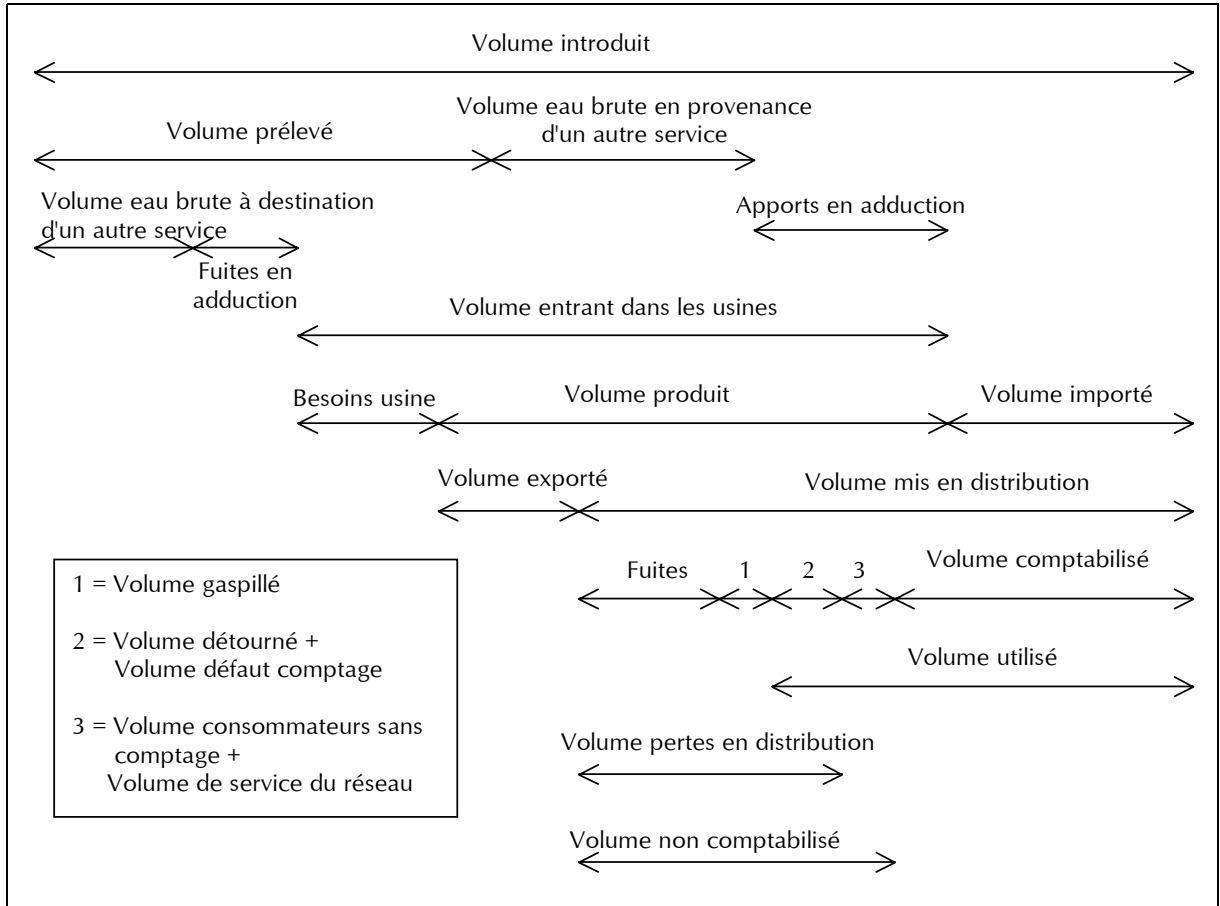 Volume introduit
Volume eau brute en provenance
d'un autre service
Volume prélevé
Volume eau brute à destination
d'un autre service
Apports en adduction
Fuites en
adduction
Volume entrant dans les usines
Besoins usine
Volume produit
Volume importé
Volume exporté
Volume mis en distribution
Fuites
1
2
3
Volume comptabilisé
1 = Volume gaspillé
2 = Volume détourné +
Volume défaut comptage
3 = Volume consommateurs sans
comptage +
Volume de service du réseau
Volume utilisé
Volume pertes en distribution
Volume non comptabilisé